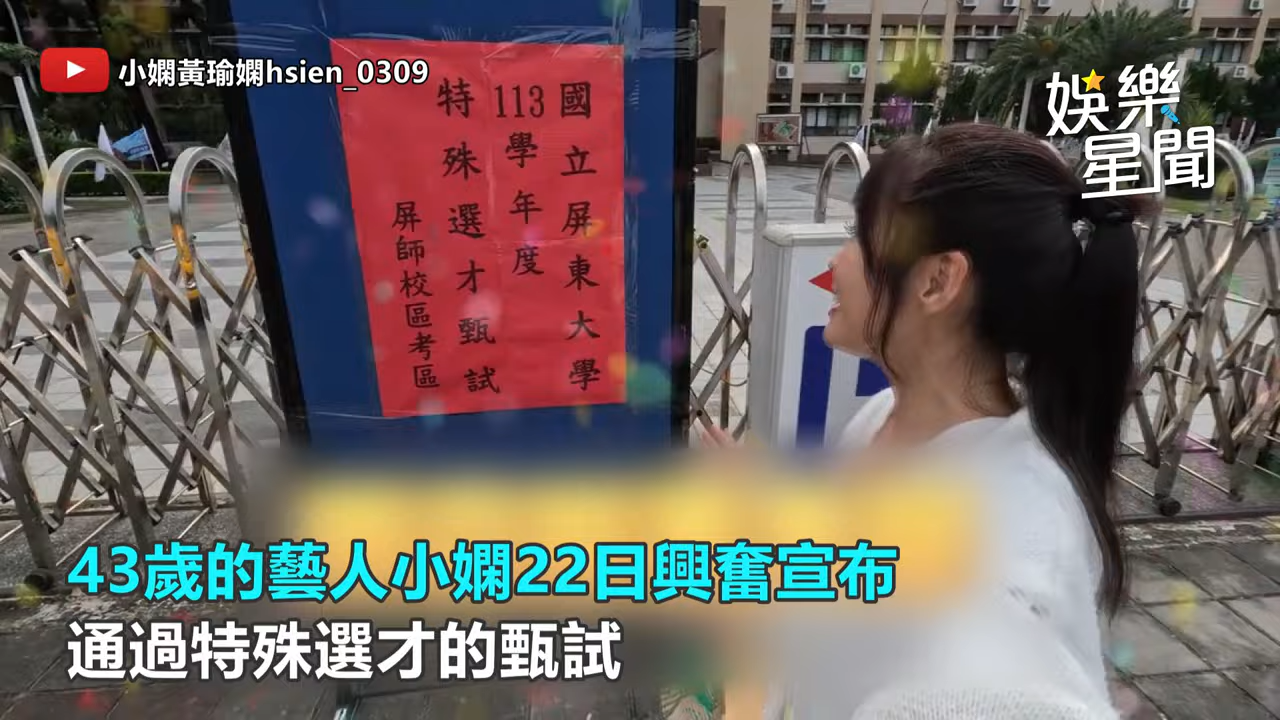 小嫻黃瑜嫻hsien_0309
娛樂
星聞
國立屏東大學
113學年度
特殊選才甄試
屏師校區考區
43歲的藝人小嫻22日興奮宣布
通過特殊選才的甄試